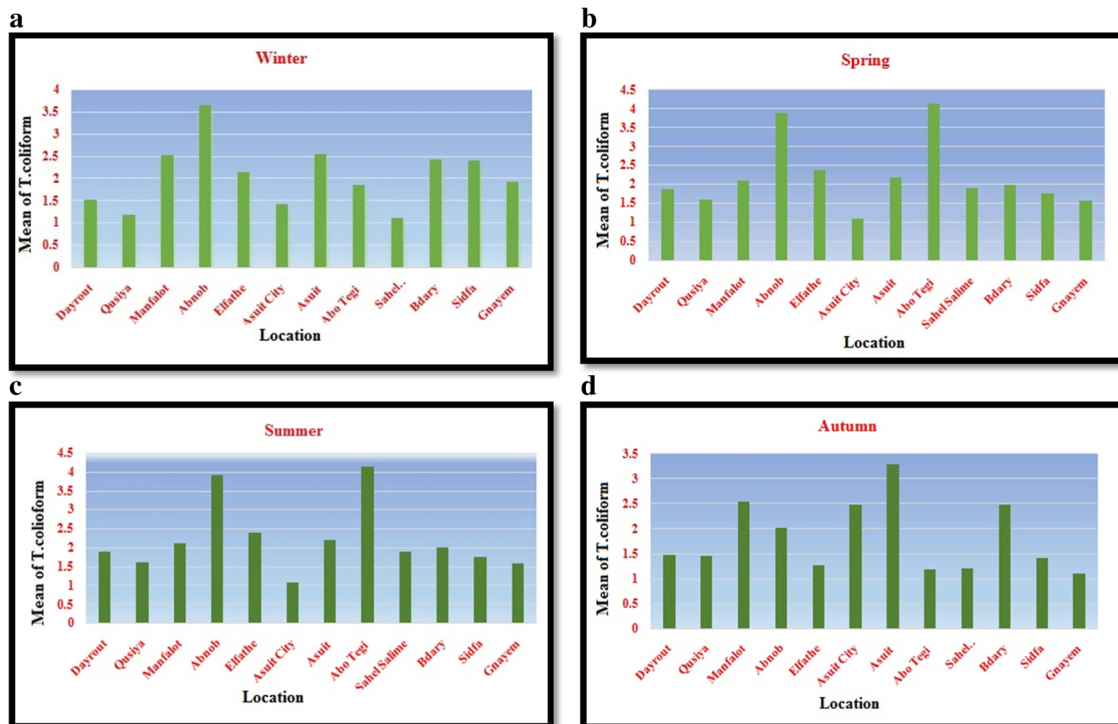 a
Winter
Mean of T.coliform
4
3.5
3
2.5
2
1.5
1
0.5
0
Dayrout
Qusiya
Manfalot
Abnob
Elfathe
Asuit City
Asuit
Abo Tegi
Sahel..
Bdary
Sidfa
Gnayem
Location
b
Spring
Mean of T.coliform
4.5
4
3.5
3
2.5
2
1.5
1
0.5
0
Dayrout
Qusiya
Manfalot
Abnob
Elfathe
Asuit City
Asuit
Abo Tegi
Sahel Salime
Bdary
Sidfa
Gnayem
Location
c
Summer
Mean of T.colioform
4.5
4
3.5
3
2.5
2
1.5
1
0.5
0
Dayrout
Qusiya
Manfalot
Abnob
Elfathe
Asuit City
Asuit
Abo Tegi
Sahel Salime
Bdary
Sidfa
Gnayem
Location
d
Autumn
Mean of T.coliform
3.5
3
2.5
2
1.5
1
0.5
0
Dayrout
Qusiya
Manfalot
Abnob
Elfathe
Asuit City
Asuit
Abo Tegi
Sahel..
Bdary
Sidfa
Gnayem
Location